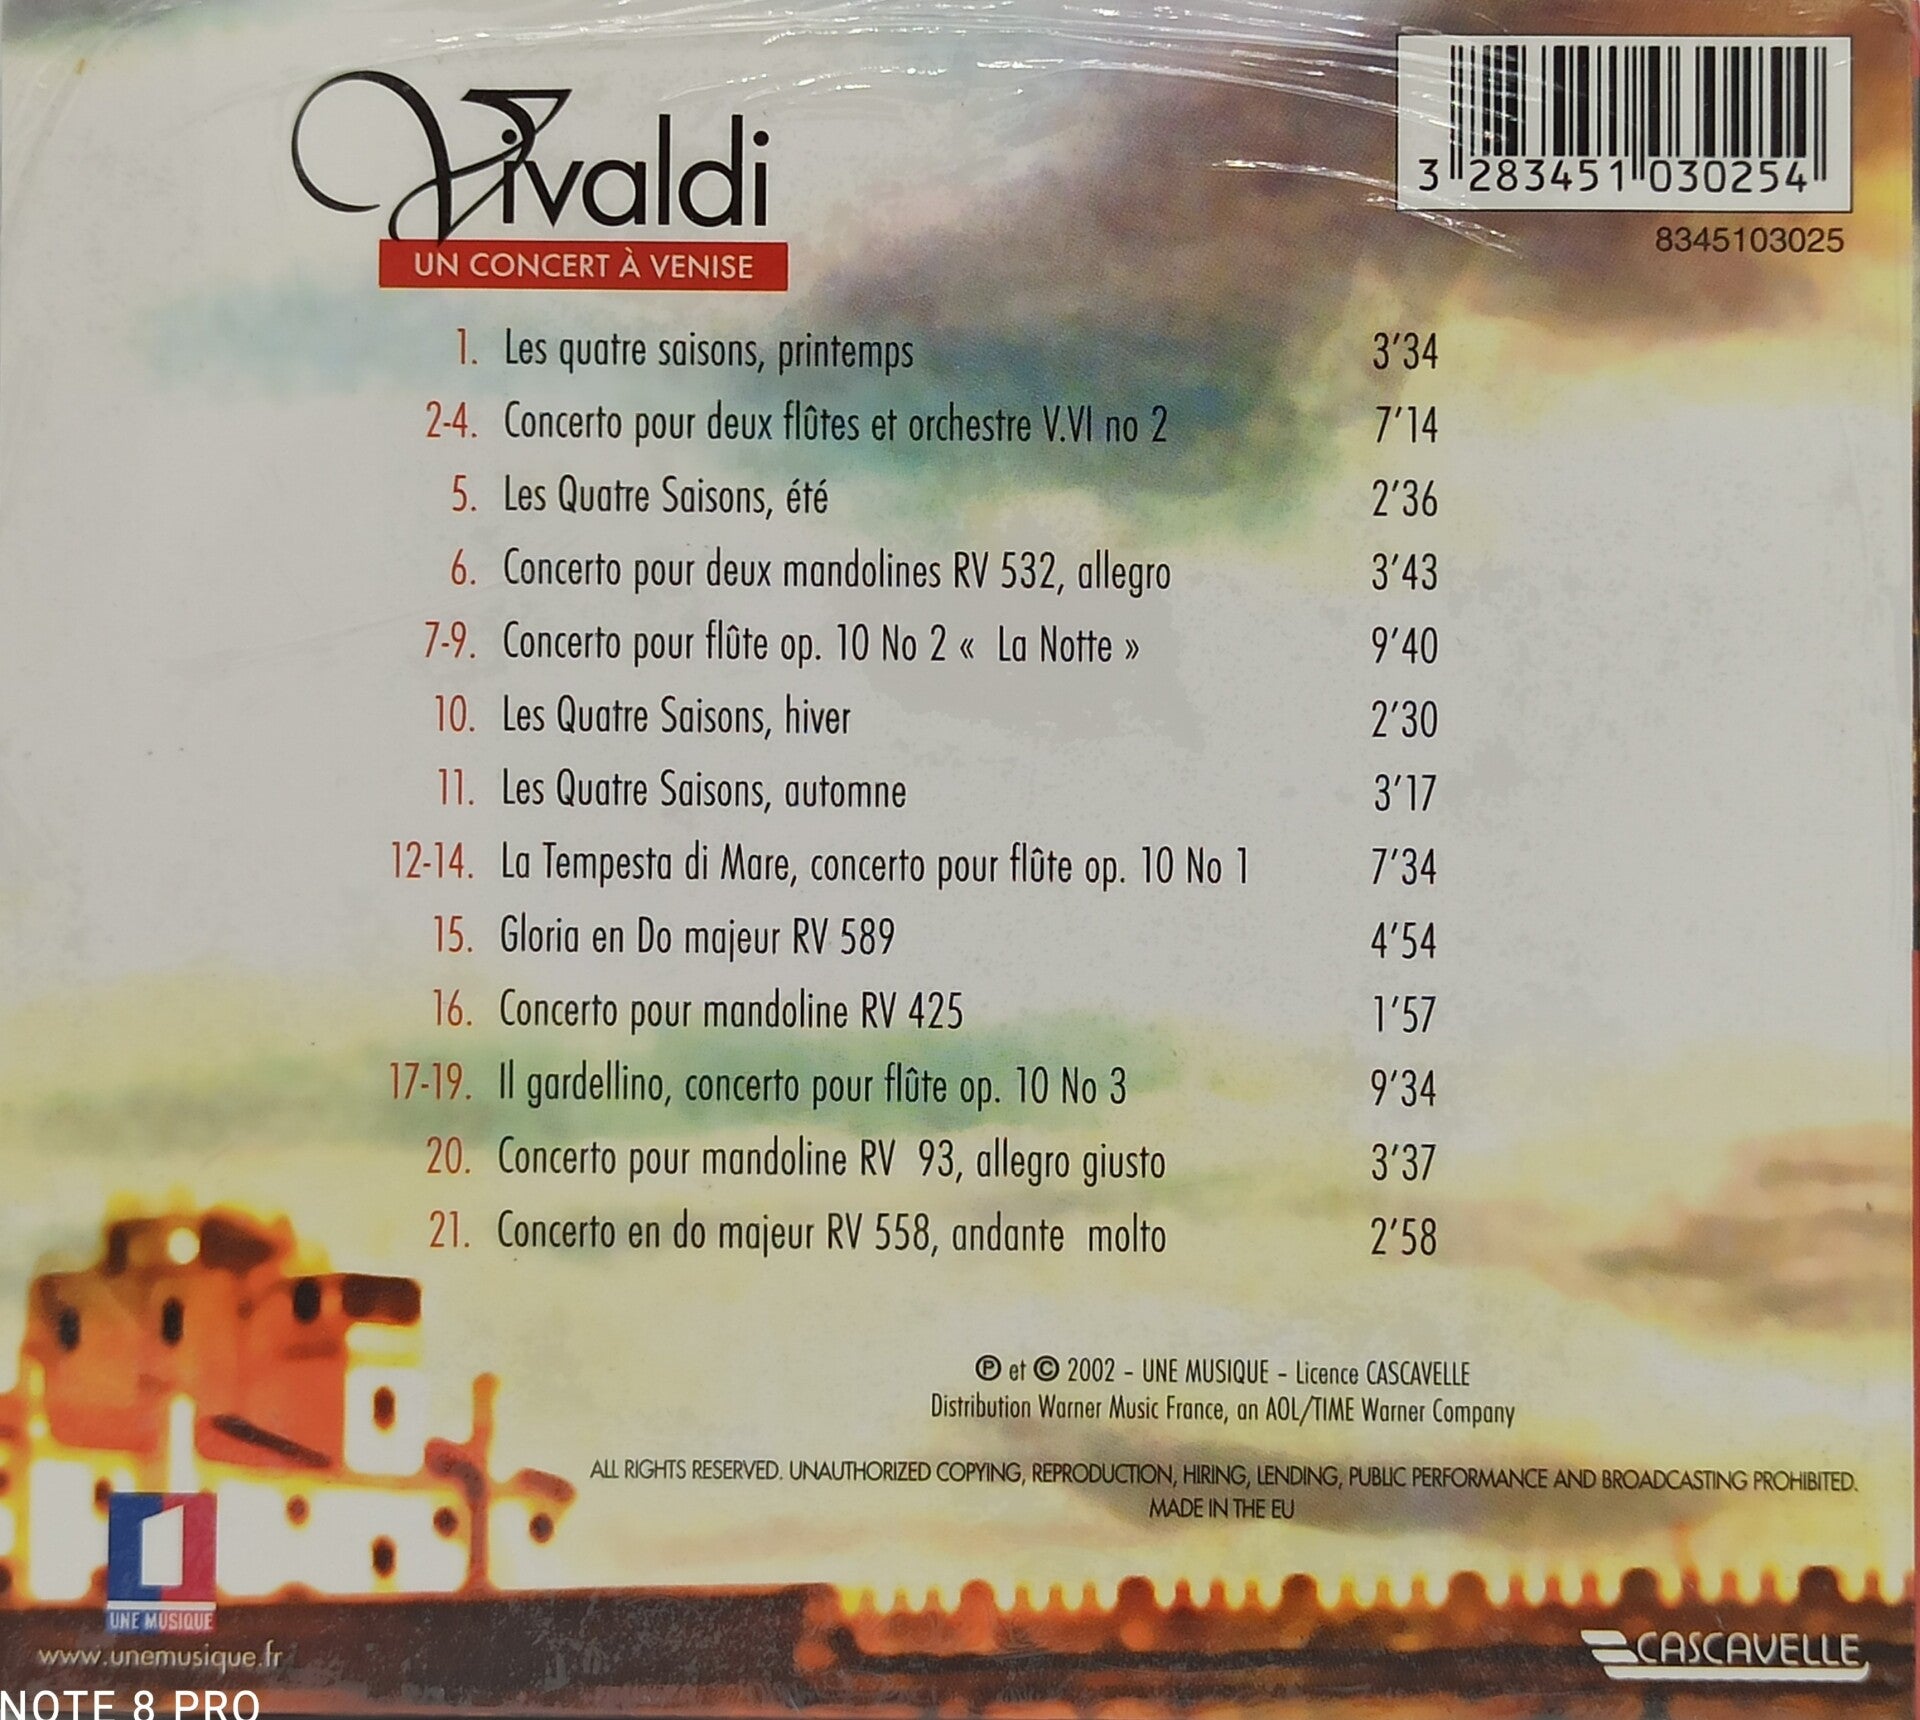 Vivaldi
UN CONCERT À VENISE
3 283451 030254
8345103025
1. Les quatre saisons, printemps 3'34
2-4. Concerto pour deux flûtes et orchestre V.VI no 2 7'14
5. Les Quatre Saisons, été 2'36
6. Concerto pour deux mandolines RV 532, allegro 3'43
7-9. Concerto pour flûte op. 10 No 2 « La Notte » 9'40
10. Les Quatre Saisons, hiver 2'30
11. Les Quatre Saisons, automne 3'17
12-14. La Tempesta di Mare, concerto pour flûte op. 10 No 1 7'34
15. Gloria en Do majeur RV 589 4'54
16. Concerto pour mandoline RV 425 1'57
17-19. Il gardellino, concerto pour flûte op. 10 No 3 9'34
20. Concerto pour mandoline RV 93, allegro giusto 3'37
21. Concerto en do majeur RV 558, andante molto 2'58
℗ et © 2002 - UNE MUSIQUE - Licence CASCAVELLE
Distribution Warner Music France, an AOL/TIME Warner Company
ALL RIGHTS RESERVED. UNAUTHORIZED COPYING, REPRODUCTION, HIRING, LENDING, PUBLIC PERFORMANCE AND BROADCASTING PROHIBITED.
MADE IN THE EU
1
UNE MUSIQUE
www.unemusique.fr
CASCAVELLE
NOTE 8 PRO